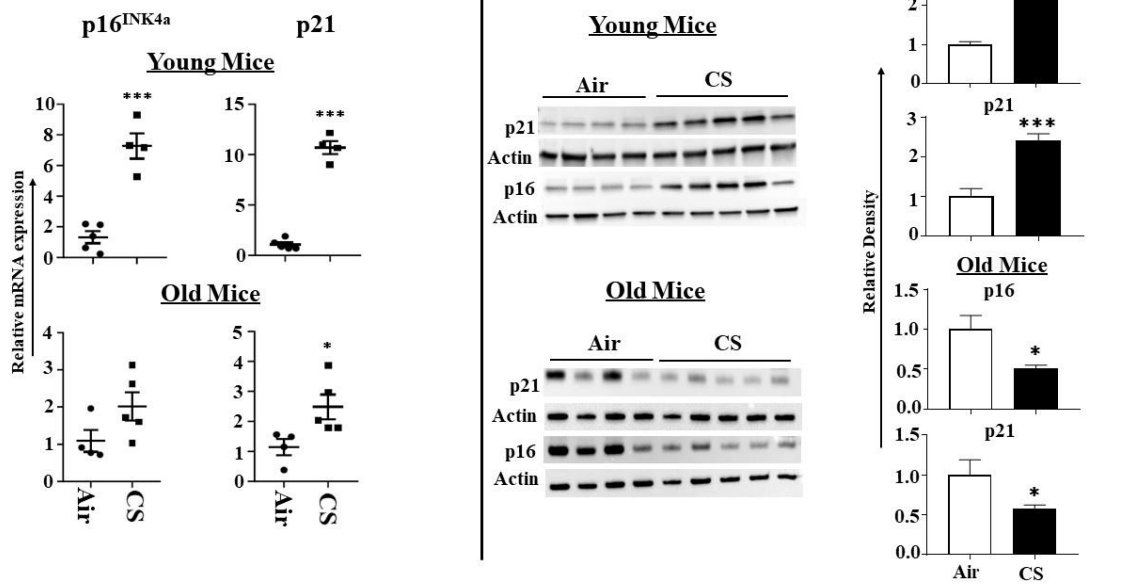 p16INK4a p21
Young Mice
*** ***
10 8 6 4 2 0
15 10 5 0
Relative mRNA expression
Old Mice
4 3 2 1 0
*
5 4 3 2 1 0
Air CS Air CS
Young Mice
Air CS
p21
Actin
p16
Actin
Old Mice
Air CS
p21
Actin
p16
Actin
2
1
0
p21
***
3
2
1
0
Relative Density
Old Mice
p16
*
1.5
1.0
0.5
0.0
p21
*
1.5
1.0
0.5
0.0
Air CS